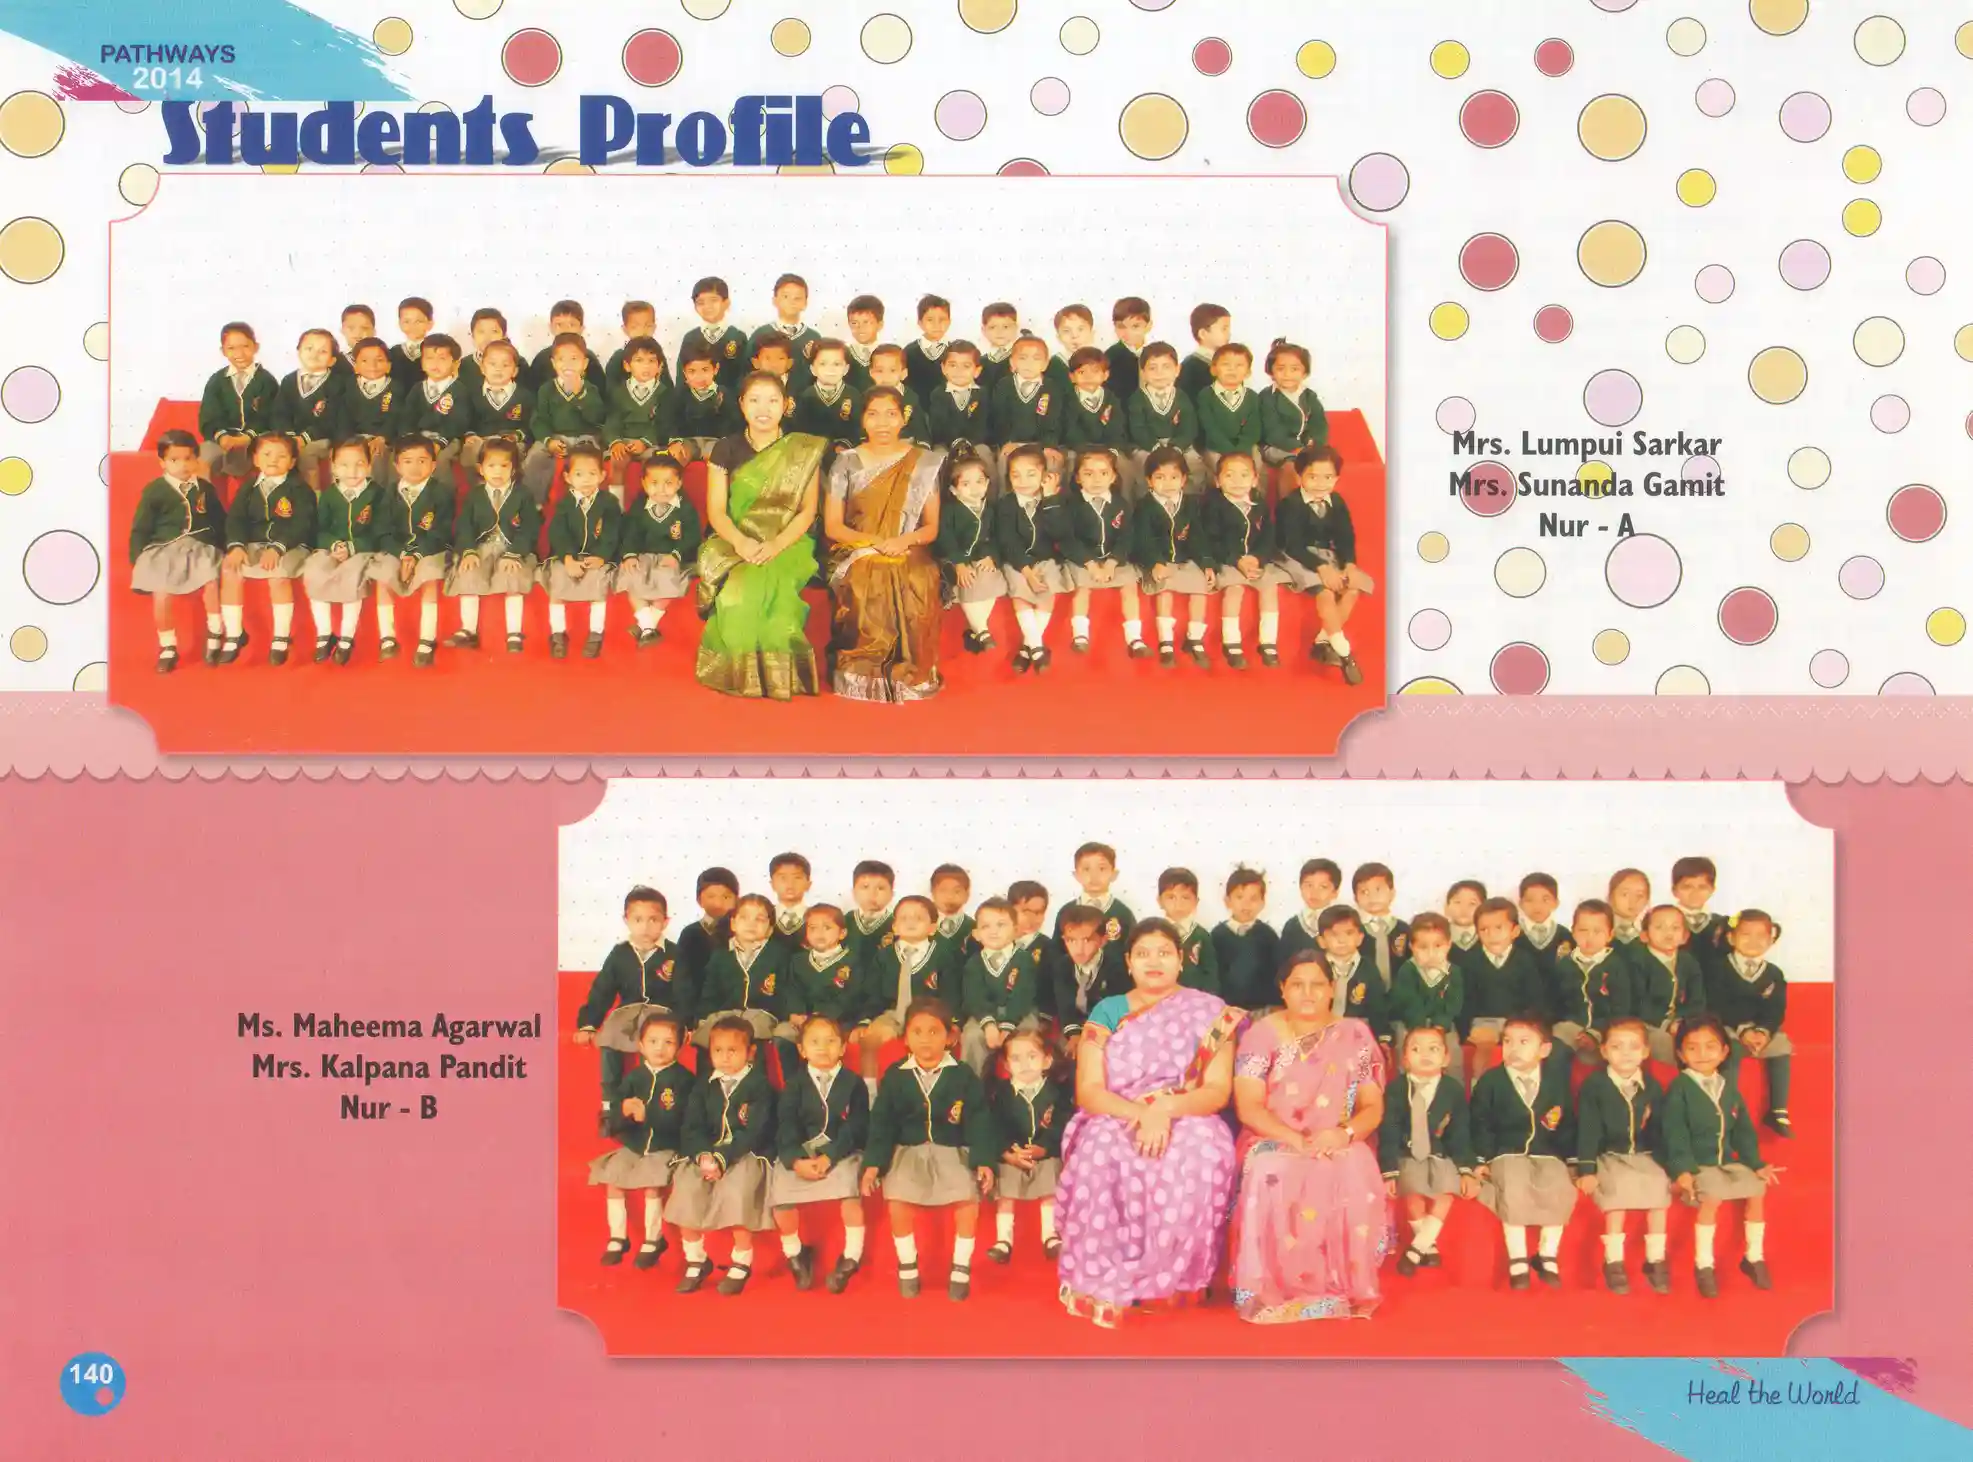 PATHWAYS
2014
Students Profile
Mrs. Lumpui Sarkar
Mrs. Sunanda Gamit
Nur - A
Ms. Maheema Agarwal
Mrs. Kalpana Pandit
Nur - B
140
Heal the World